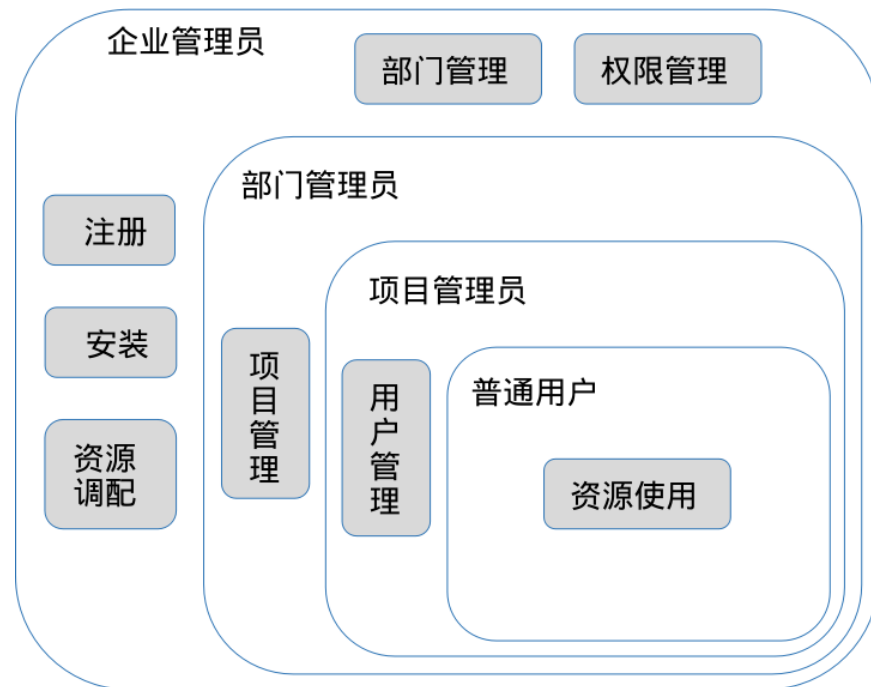 企业管理员
部门管理
权限管理
部门管理员
注册
项目管理员
安装
项
目
管
理
用
户
管
理
普通用户
资源
调配
资源使用